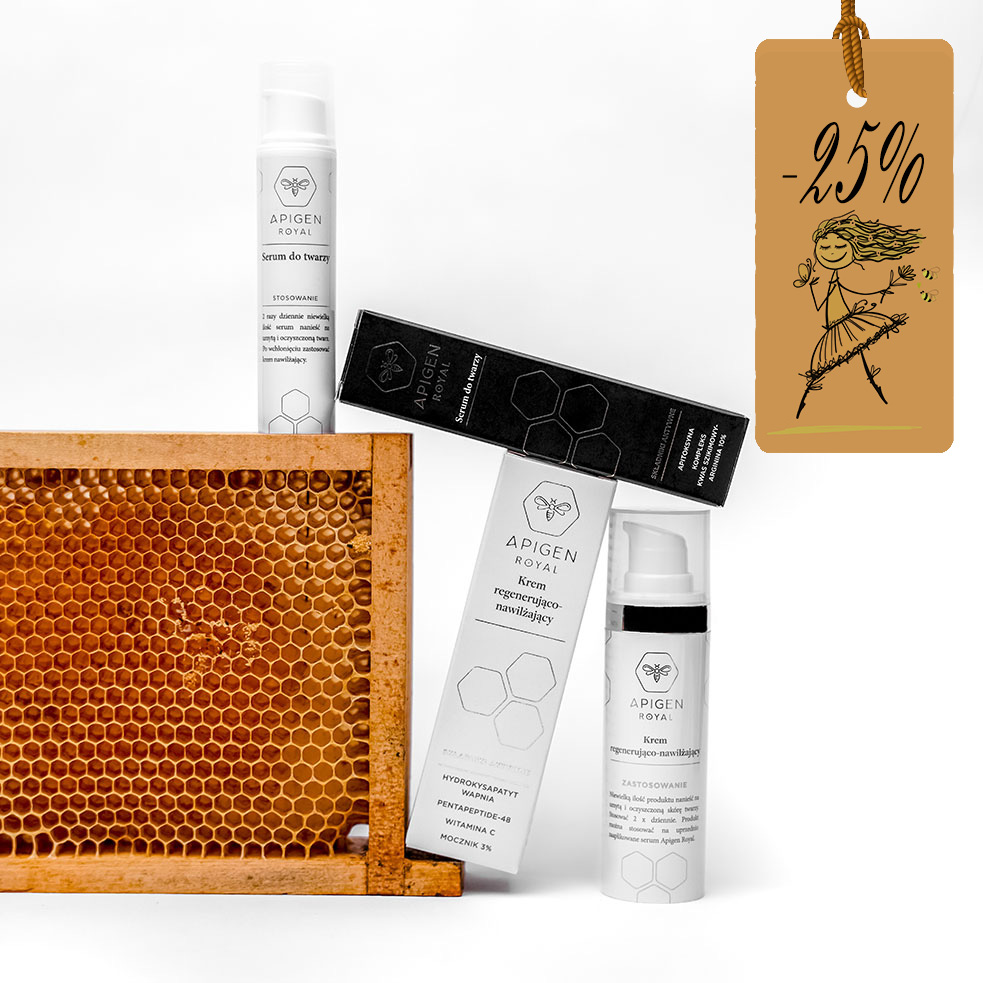 -25%
APIGEN
ROYAL
Serum do twarzy
STOSOWANIE
2 razy dziennie niewielką
ilość serum nanieść na
umytą i oczyszczoną twarz.
Po wchłonięciu zastosować
krem nawilżający.
APIGEN
ROYAL
Serum do twarzy
SKŁADNIKI AKTYWNE
APITOKSYNA
KOMPLEKS
KWAS SZIKIMOWY-
ARGININA 10%
APIGEN
ROYAL
Krem
regenerująco-
nawilżający
SKŁADNIKI AKTYWNE
HYDROKSYAPATYT
WAPNIA
PENTAPEPTIDE-48
WITAMINA C
MOCZNIK 3%
APIGEN
ROYAL
Krem
regenerująco-nawilżający
ZASTOSOWANIE
Niewielką ilość produktu nanieść na
umytą i oczyszczoną skórę twarzy.
Stosować 2 x dziennie. Produkt
można stosować na uprzednio
zaaplikowane serum Apigen Royal.